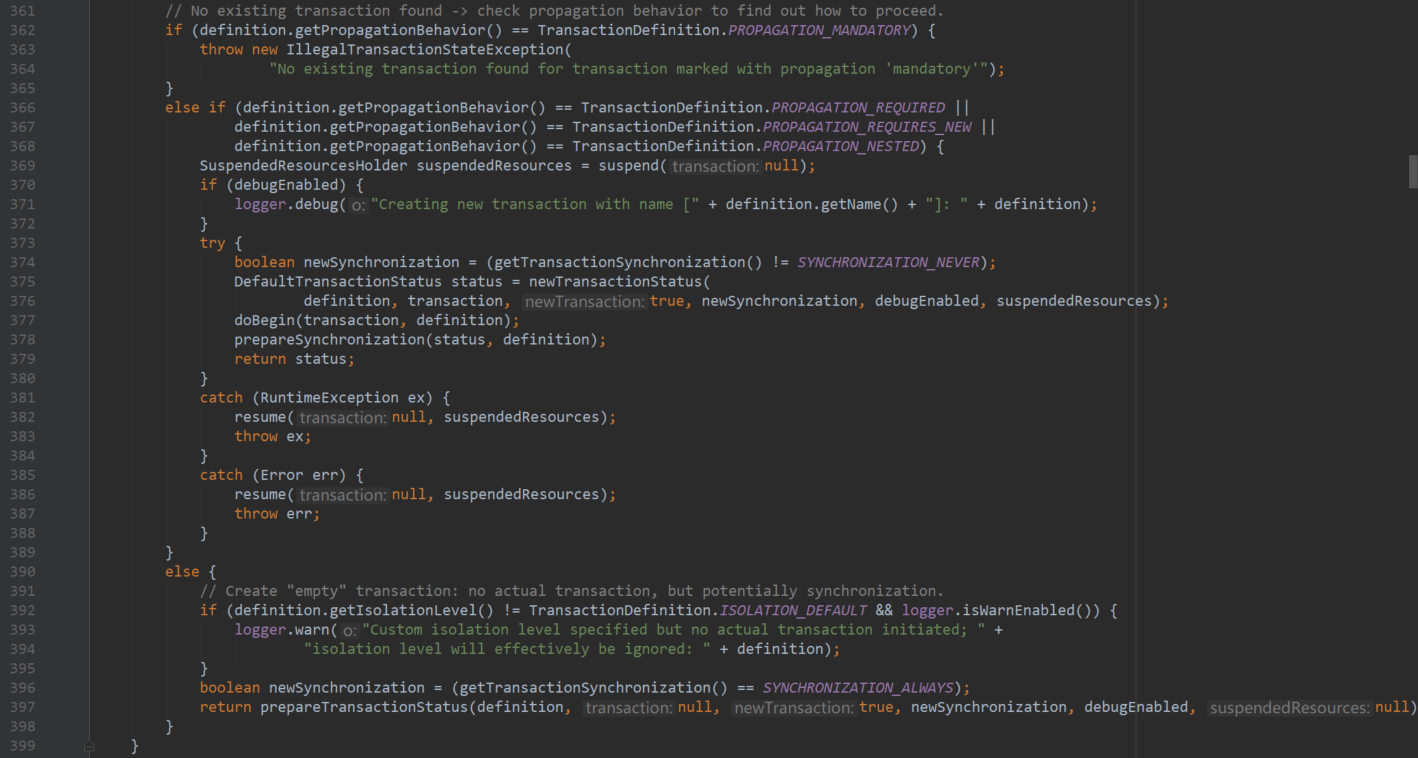 361 // No existing transaction found -> check propagation behavior to find out how to proceed.
362 if (definition.getPropagationBehavior() == TransactionDefinition.PROPAGATION_MANDATORY) {
363 throw new IllegalTransactionStateException(
364 "No existing transaction found for transaction marked with propagation 'mandatory'");
365 }
366 else if (definition.getPropagationBehavior() == TransactionDefinition.PROPAGATION_REQUIRED ||
367 definition.getPropagationBehavior() == TransactionDefinition.PROPAGATION_REQUIRES_NEW ||
368 definition.getPropagationBehavior() == TransactionDefinition.PROPAGATION_NESTED) {
369 SuspendedResourcesHolder suspendedResources = suspend( transaction: null);
370 if (debugEnabled) {
371 logger.debug( o: "Creating new transaction with name [" + definition.getName() + "]: " + definition);
372 }
373 try {
374 boolean newSynchronization = (getTransactionSynchronization() != SYNCHRONIZATION_NEVER);
375 DefaultTransactionStatus status = newTransactionStatus(
376 definition, transaction, newTransaction: true, newSynchronization, debugEnabled, suspendedResources);
377 doBegin(transaction, definition);
378 prepareSynchronization(status, definition);
379 return status;
380 }
381 catch (RuntimeException ex) {
382 resume( transaction: null, suspendedResources);
383 throw ex;
384 }
385 catch (Error err) {
386 resume( transaction: null, suspendedResources);
387 throw err;
388 }
389 }
390 else {
391 // Create "empty" transaction: no actual transaction, but potentially synchronization.
392 if (definition.getIsolationLevel() != TransactionDefinition.ISOLATION_DEFAULT && logger.isWarnEnabled()) {
393 logger.warn( o: "Custom isolation level specified but no actual transaction initiated; " +
394 "isolation level will effectively be ignored: " + definition);
395 }
396 boolean newSynchronization = (getTransactionSynchronization() == SYNCHRONIZATION_ALWAYS);
397 return prepareTransactionStatus(definition, transaction: null, newTransaction: true, newSynchronization, debugEnabled, suspendedResources: null)
398 }
399 }